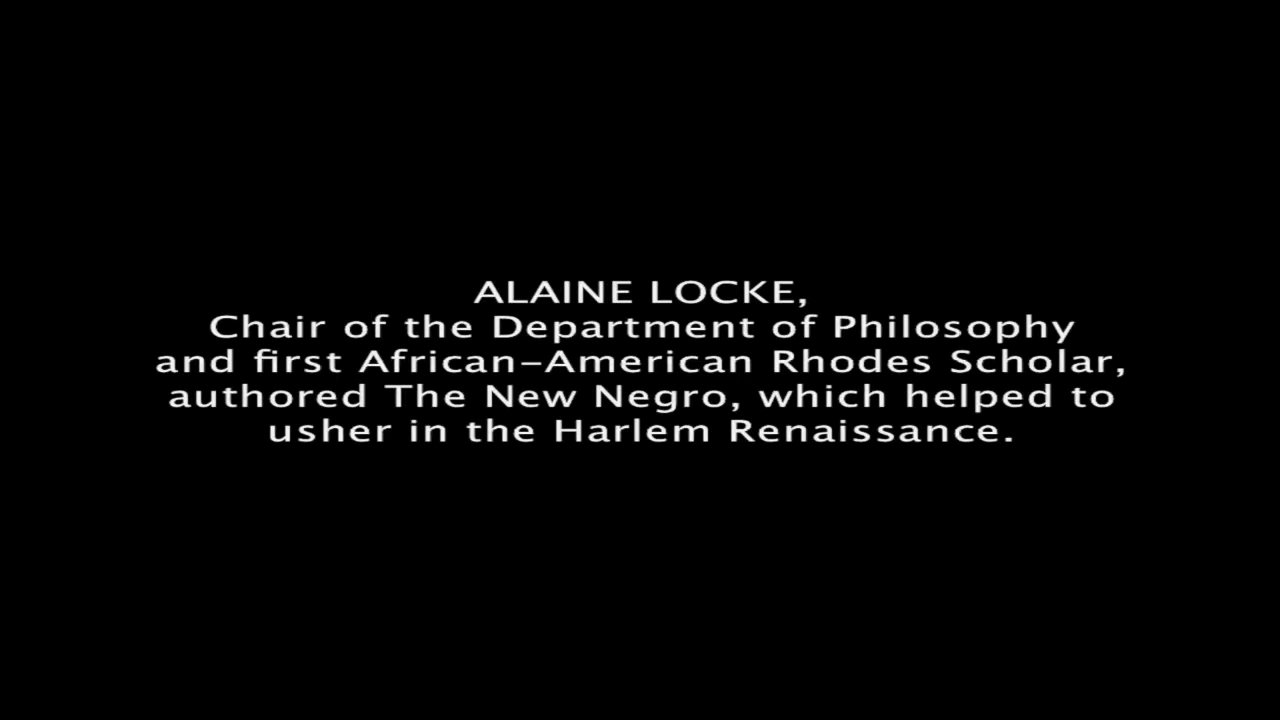 ALAINE LOCKE,
Chair of the Department of Philosophy
and first African-American Rhodes Scholar,
authored The New Negro, which helped to
usher in the Harlem Renaissance.